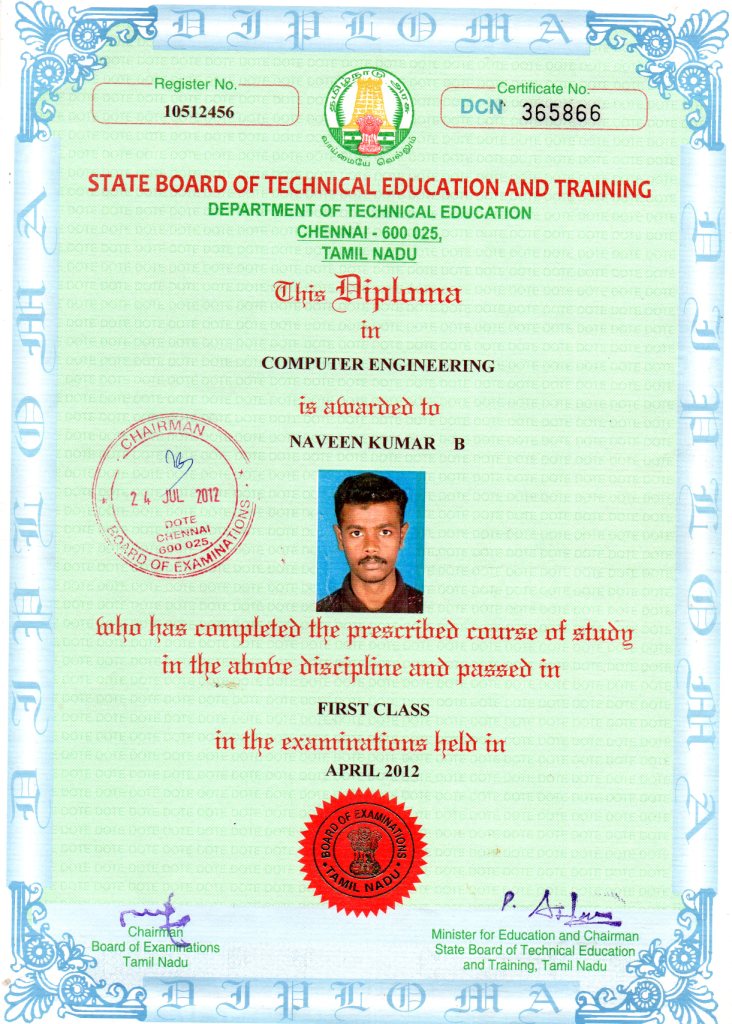 DIPLOMA
Register No.
10512456
தமிழ்நாடு அரசு
வாய்மையே வெல்லும்
Certificate No.
DCN 365866
STATE BOARD OF TECHNICAL EDUCATION AND TRAINING
DEPARTMENT OF TECHNICAL EDUCATION
CHENNAI - 600 025,
TAMIL NADU
This Diploma
in
COMPUTER ENGINEERING
is awarded to
NAVEEN KUMAR B
CHAIRMAN
24 JUL 2012
DOTE
CHENNAI
600 025.
BOARD OF EXAMINATIONS
who has completed the prescribed course of study
in the above discipline and passed in
FIRST CLASS
in the examinations held in
APRIL 2012
BOARD OF EXAMINATIONS
TAMIL NADU
Chairman
Board of Examinations
Tamil Nadu
Minister for Education and Chairman
State Board of Technical Education
and Training, Tamil Nadu
DIPLOMA
DIPLOMA
DIPLOMA